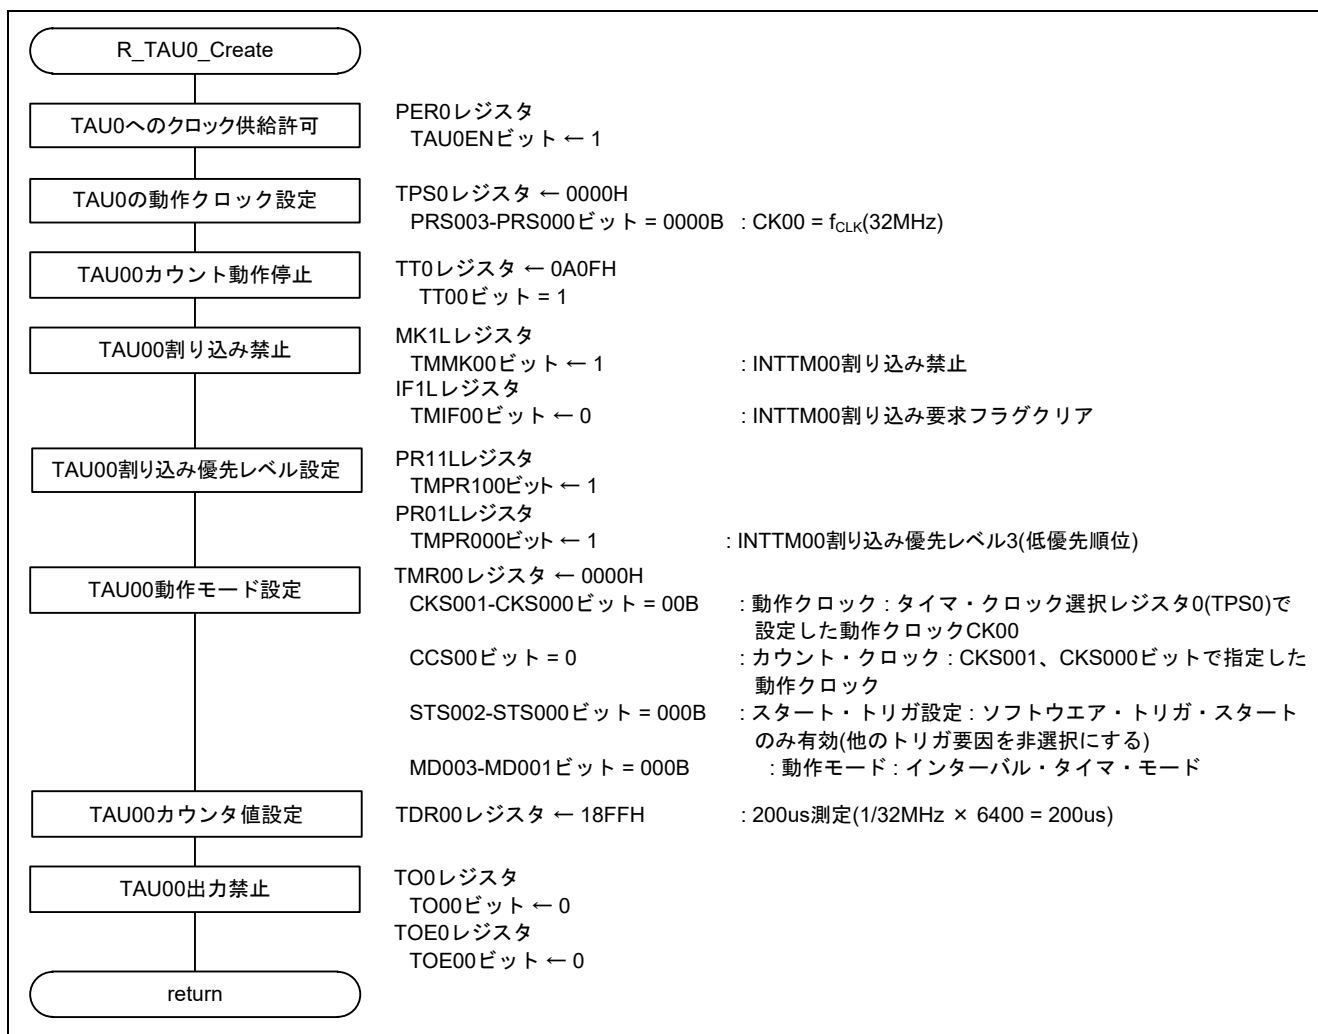 R_TAU0_Create
TAU0へのクロック供給許可
PER0レジスタ
TAU0ENビット ← 1
TAU0の動作クロック設定
TPS0レジスタ ← 0000H
PRS003-PRS000ビット = 0000B : CK00 = fCLK(32MHz)
TAU00カウント動作停止
TT0レジスタ ← 0A0FH
TT00ビット = 1
TAU00割り込み禁止
MK1Lレジスタ
TMMK00ビット ← 1 : INTTM00割り込み禁止
IF1Lレジスタ
TMIF00ビット ← 0 : INTTM00割り込み要求フラグクリア
TAU00割り込み優先レベル設定
PR11Lレジスタ
TMPR100ビット ← 1
PR01Lレジスタ
TMPR000ビット ← 1 : INTTM00割り込み優先レベル3(低優先順位)
TAU00動作モード設定
TMR00レジスタ ← 0000H
CKS001-CKS000ビット = 00B : 動作クロック : タイマ・クロック選択レジスタ0(TPS0)で
設定した動作クロックCK00
CCS00ビット = 0 : カウント・クロック : CKS001、CKS000ビットで指定した
動作クロック
STS002-STS000ビット = 000B : スタート・トリガ設定 : ソフトウエア・トリガ・スタート
のみ有効(他のトリガ要因を非選択にする)
MD003-MD001ビット = 000B : 動作モード : インターバル・タイマ・モード
TAU00カウンタ値設定
TDR00レジスタ ← 18FFH : 200us測定(1/32MHz × 6400 = 200us)
TAU00出力禁止
TO0レジスタ
TO00ビット ← 0
TOE0レジスタ
TOE00ビット ← 0
return